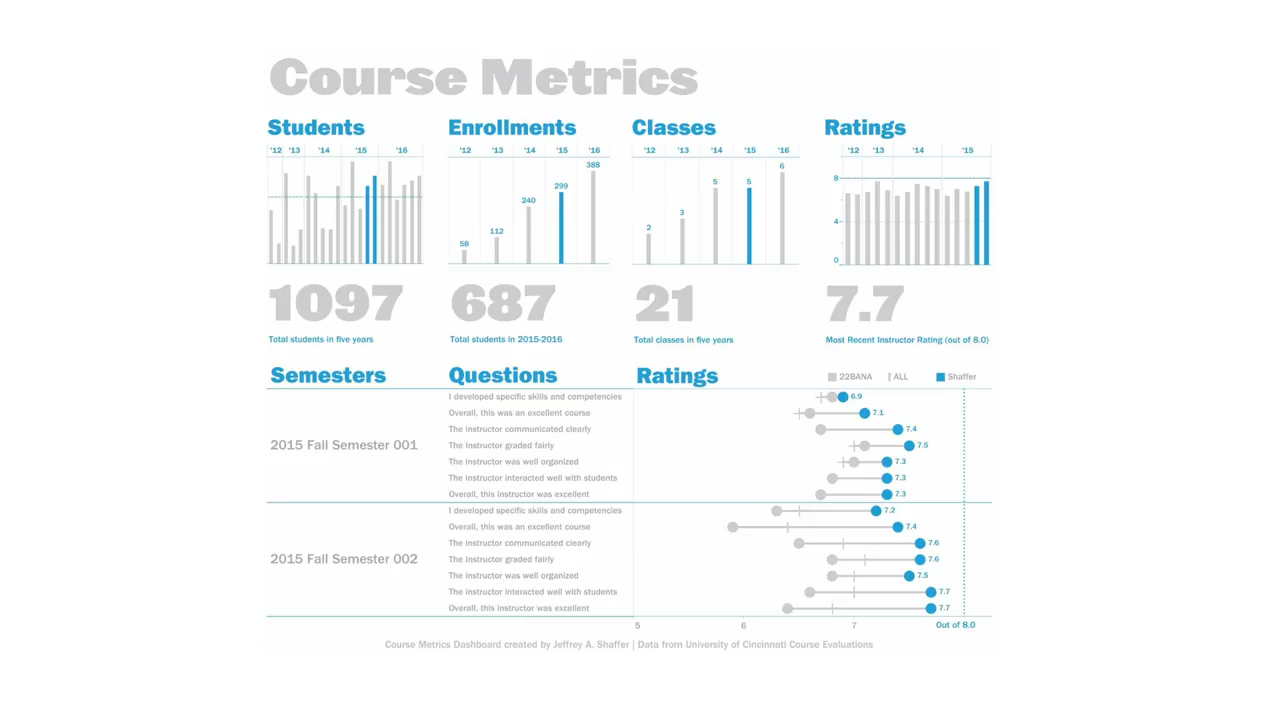 Course Metrics
Students Enrollments Classes Ratings
'12 '13 '14 '15 '16 '12 '13 '14 '15 '16 '12 '13 '14 '15 '16 '12 '13 '14 '15
58 112 240 299 388
2 3 5 5 6
8
4
0
1097 687 21 7.7
Total students in five years Total students in 2015-2016 Total classes in five years Most Recent Instructor Rating (out of 8.0)
Semesters Questions Ratings 22BANA ALL Shaffer
2015 Fall Semester 001
I developed specific skills and competencies 6.9
Overall, this was an excellent course 7.1
The instructor communicated clearly 7.4
The instructor graded fairly 7.5
The instructor was well organized 7.3
The instructor interacted well with students 7.3
Overall, this instructor was excellent 7.3
2015 Fall Semester 002
I developed specific skills and competencies 7.2
Overall, this was an excellent course 7.4
The instructor communicated clearly 7.6
The instructor graded fairly 7.6
The instructor was well organized 7.5
The instructor interacted well with students 7.7
Overall, this instructor was excellent 7.7
5 6 7 Out of 8.0
Course Metrics Dashboard created by Jeffrey A. Shaffer | Data from University of Cincinnati Course Evaluations